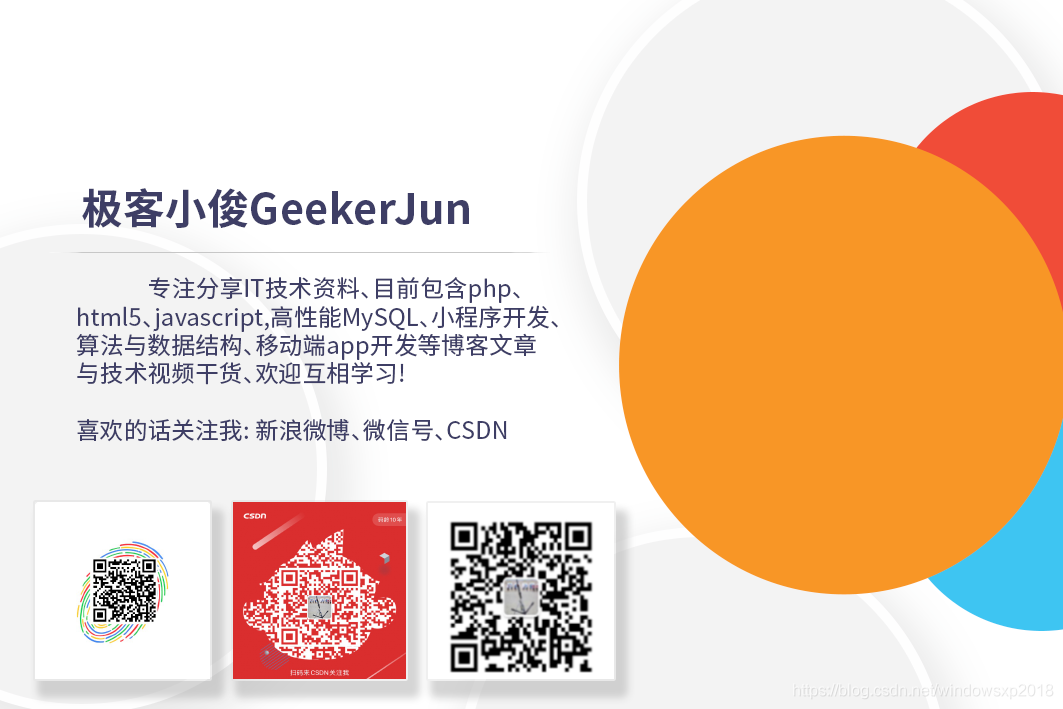 极客小俊GeekerJun
专注分享IT技术资料、目前包含php、
html5、javascript,高性能MySQL、小程序开发、
算法与数据结构、移动端app开发等博客文章
与技术视频干货、欢迎互相学习!
喜欢的话关注我: 新浪微博、微信号、CSDN
CSDN
码龄10年
扫码来CSDN关注我
https://blog.csdn.net/windowsxp2018